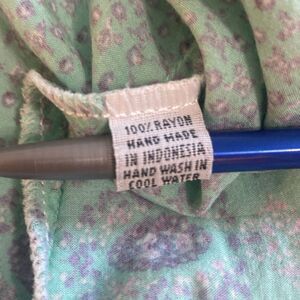 100% RAYON
HAND MADE
IN INDONESIA
HAND WASH IN
COOL WATER